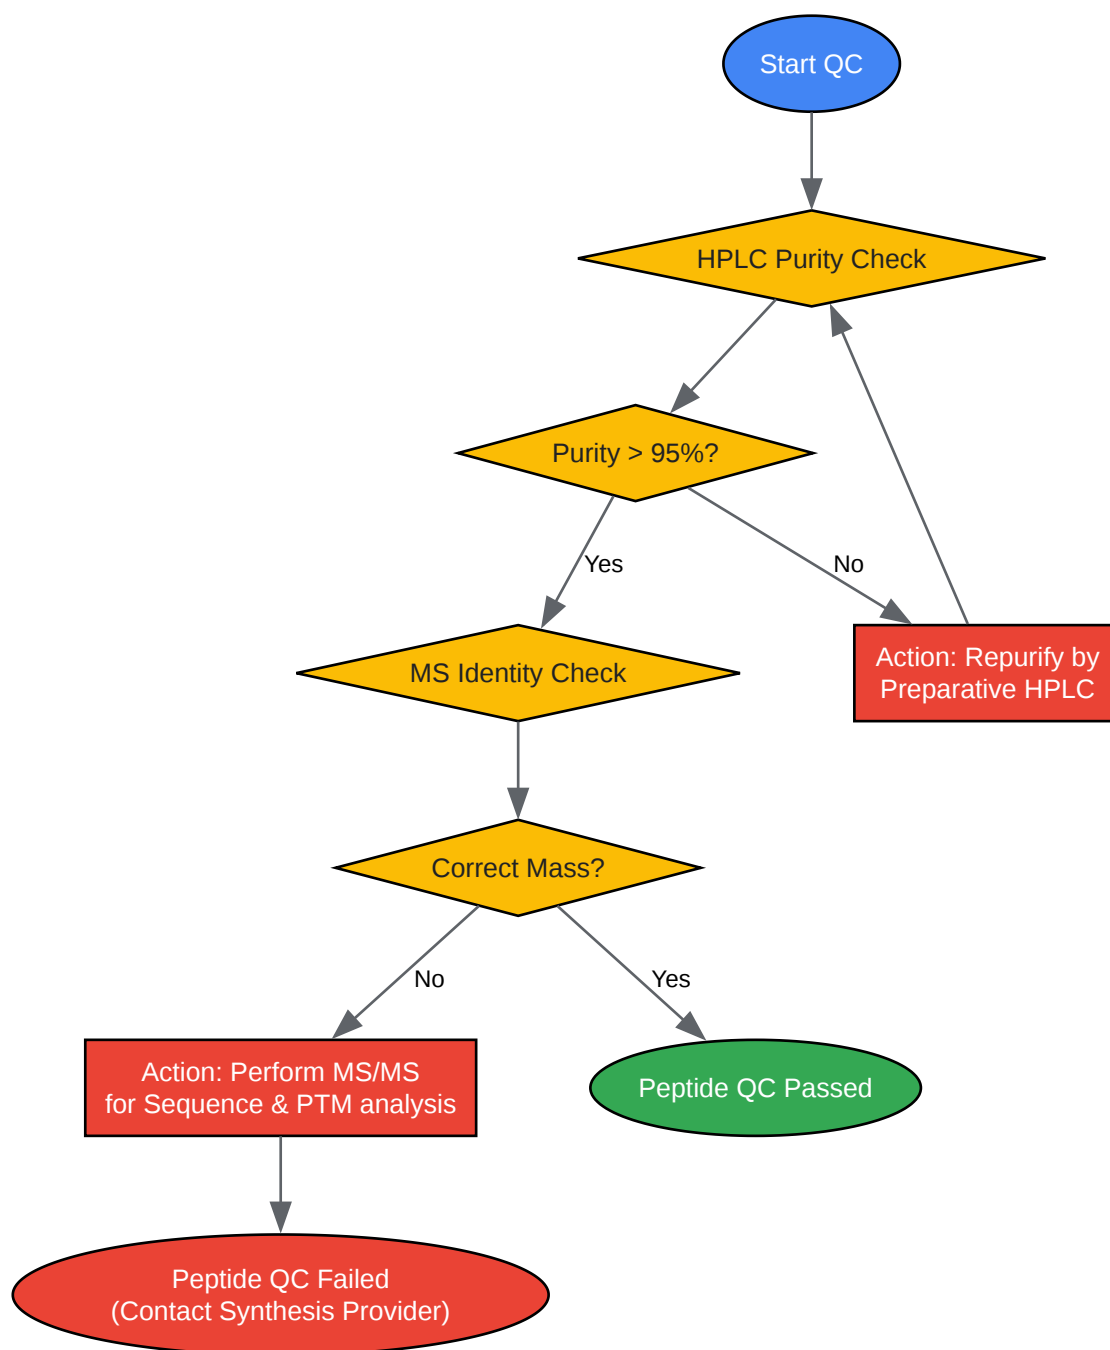 Start QC
HPLC Purity Check
Purity > 95%?
Yes
No
MS Identity Check
Action: Repurify by
Preparative HPLC
Correct Mass?
No
Yes
Action: Perform MS/MS
for Sequence & PTM analysis
Peptide QC Passed
Peptide QC Failed
(Contact Synthesis Provider)